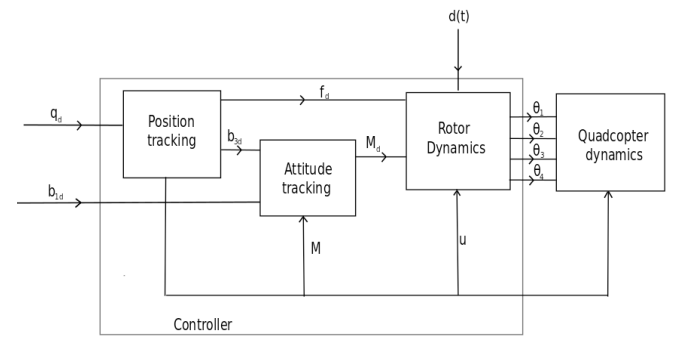 d(t)
f_d
q_d
Position
tracking
Rotor
Dynamics
θ_1
θ_2
θ_3
θ_4
Quadcopter
dynamics
b_3d
M_d
Attitude
tracking
b_1d
M
u
Controller